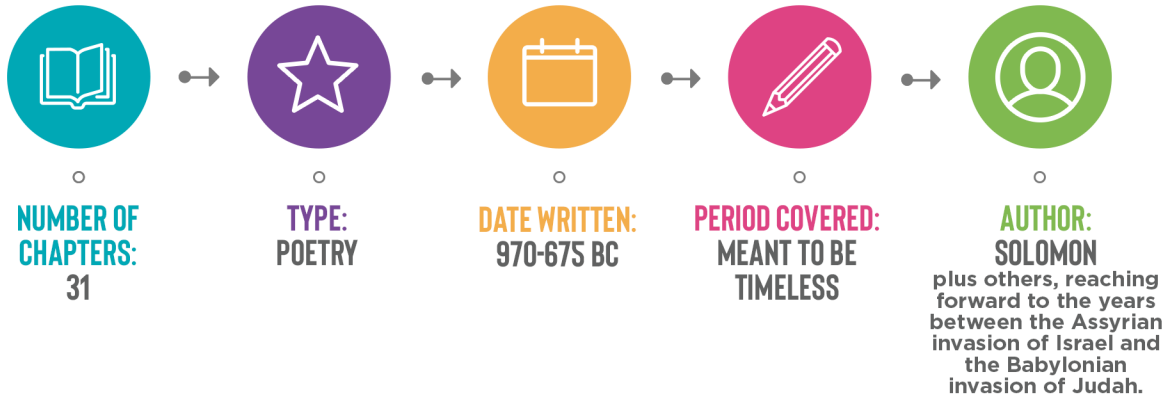 NUMBER OF
CHAPTERS:
31
TYPE:
POETRY
DATE WRITTEN:
970-675 BC
PERIOD COVERED:
MEANT TO BE
TIMELESS
AUTHOR:
SOLOMON
plus others, reaching
forward to the years
between the Assyrian
invasion of Israel and
the Babylonian
invasion of Judah.